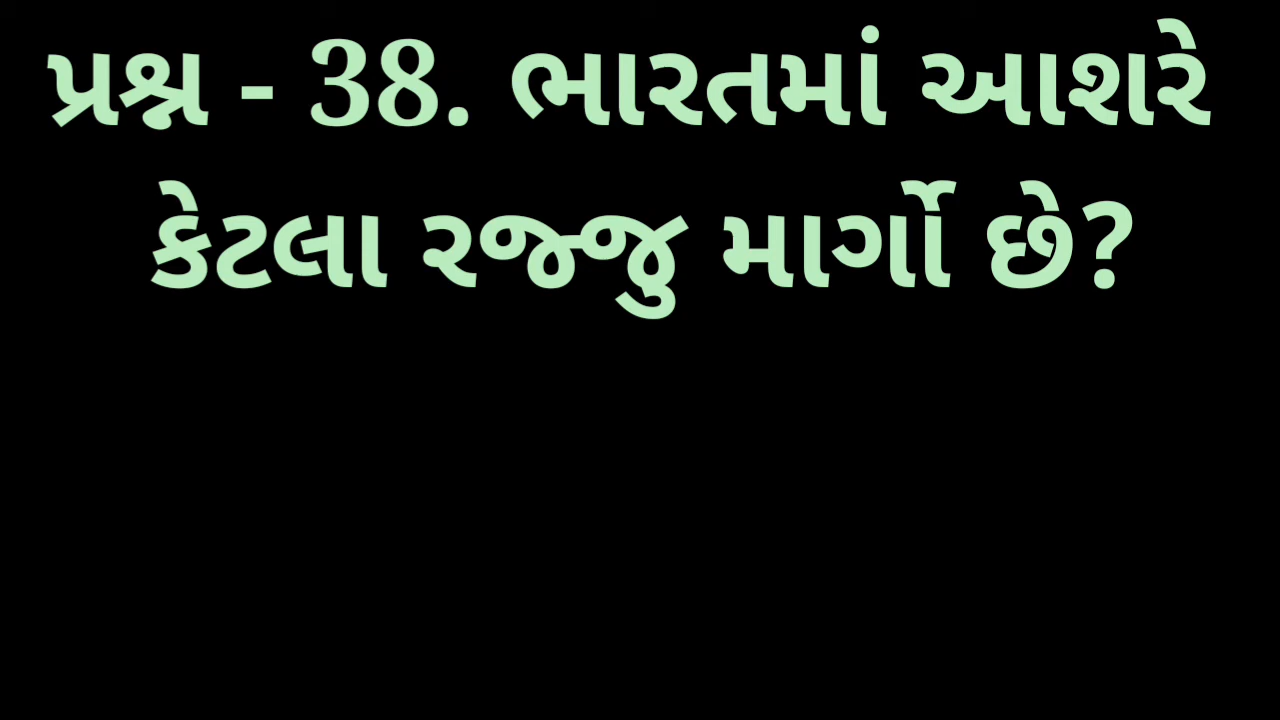 પ્રશ્ન - 38. ભારતમાં આશરે
કેટલા રજ્જુ માર્ગો છે?